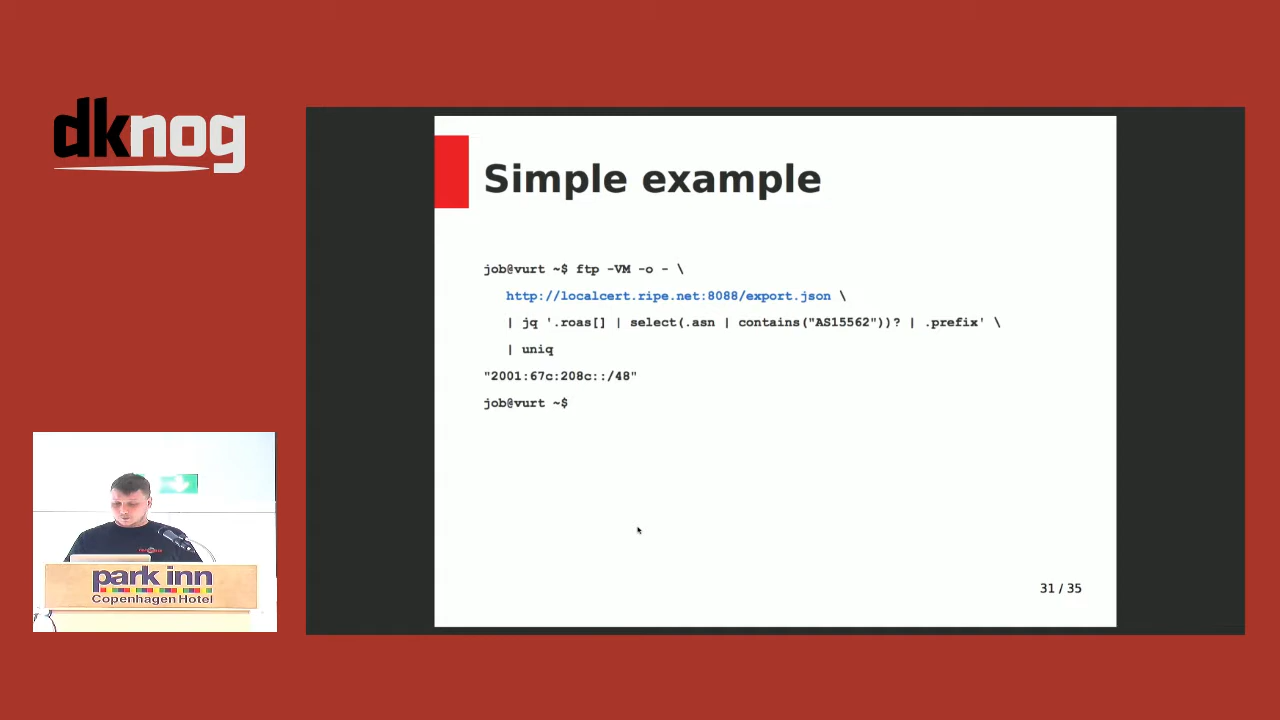 dknog
Simple example
job@vurt ~$ ftp -VM -o - \
http://localcert.ripe.net:8088/export.json \
| jq '.roas[] | select(.asn | contains("AS15562"))? | .prefix' \
| uniq
"2001:67c:208c::/48"
job@vurt ~$
31 / 35
park inn
Copenhagen Hotel